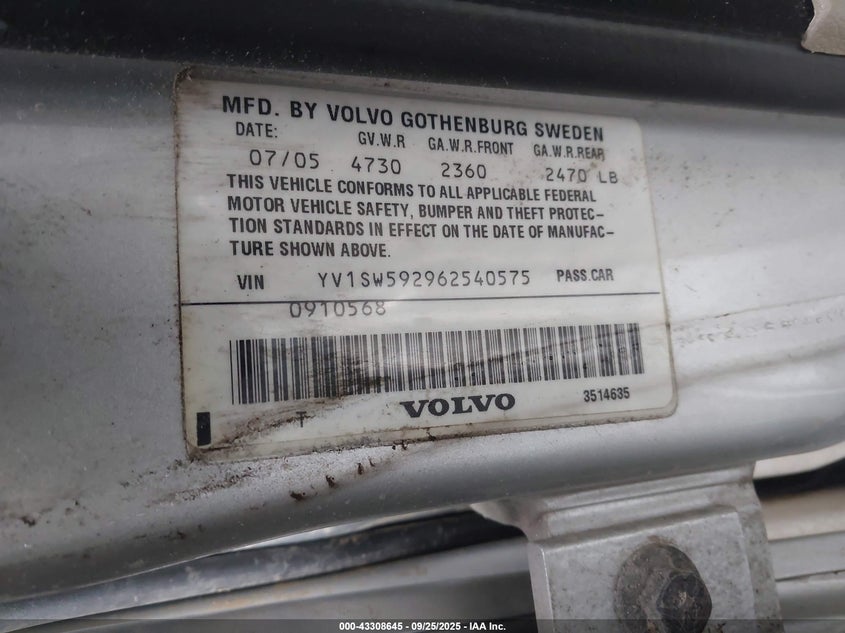 MFD. BY VOLVO GOTHENBURG SWEDEN
DATE: GV.W.R GA.W.R.FRONT GA.W.R.REAR
07/05 4730 2360 2470 LB
THIS VEHICLE CONFORMS TO ALL APPLICABLE FEDERAL
MOTOR VEHICLE SAFETY, BUMPER AND THEFT PROTEC-
TION STANDARDS IN EFFECT ON THE DATE OF MANUFAC-
TURE SHOWN ABOVE.
VIN YV1SW592962540575 PASS.CAR
0910568
T VOLVO 3514635
000-43308645 / 09/25/2025 - IAA Inc.